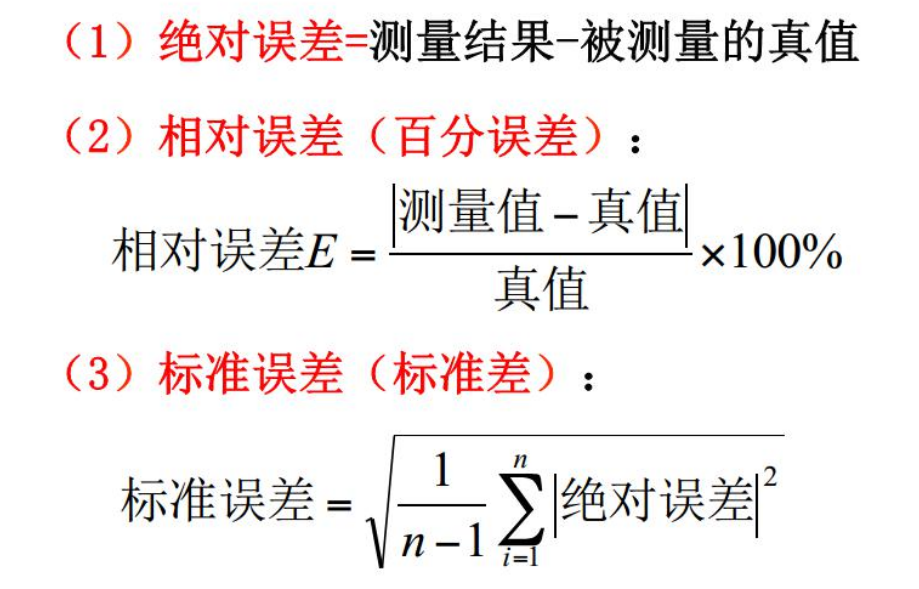 （1）绝对误差=测量结果-被测量的真值
（2）相对误差（百分误差）：
相对误差E = |测量值 − 真值| / 真值 ×100%
（3）标准误差（标准差）：
标准误差 = √(1/(n−1) ∑_{i=1}^{n} |绝对误差|²)